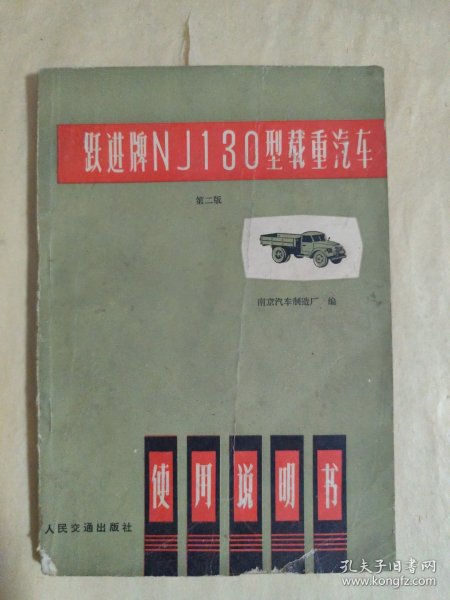 跃进牌NJ130型载重汽车
第二版
南京汽车制造厂 编
使用说明书
人民交通出版社
孔夫子旧书网
www.kongfz.com